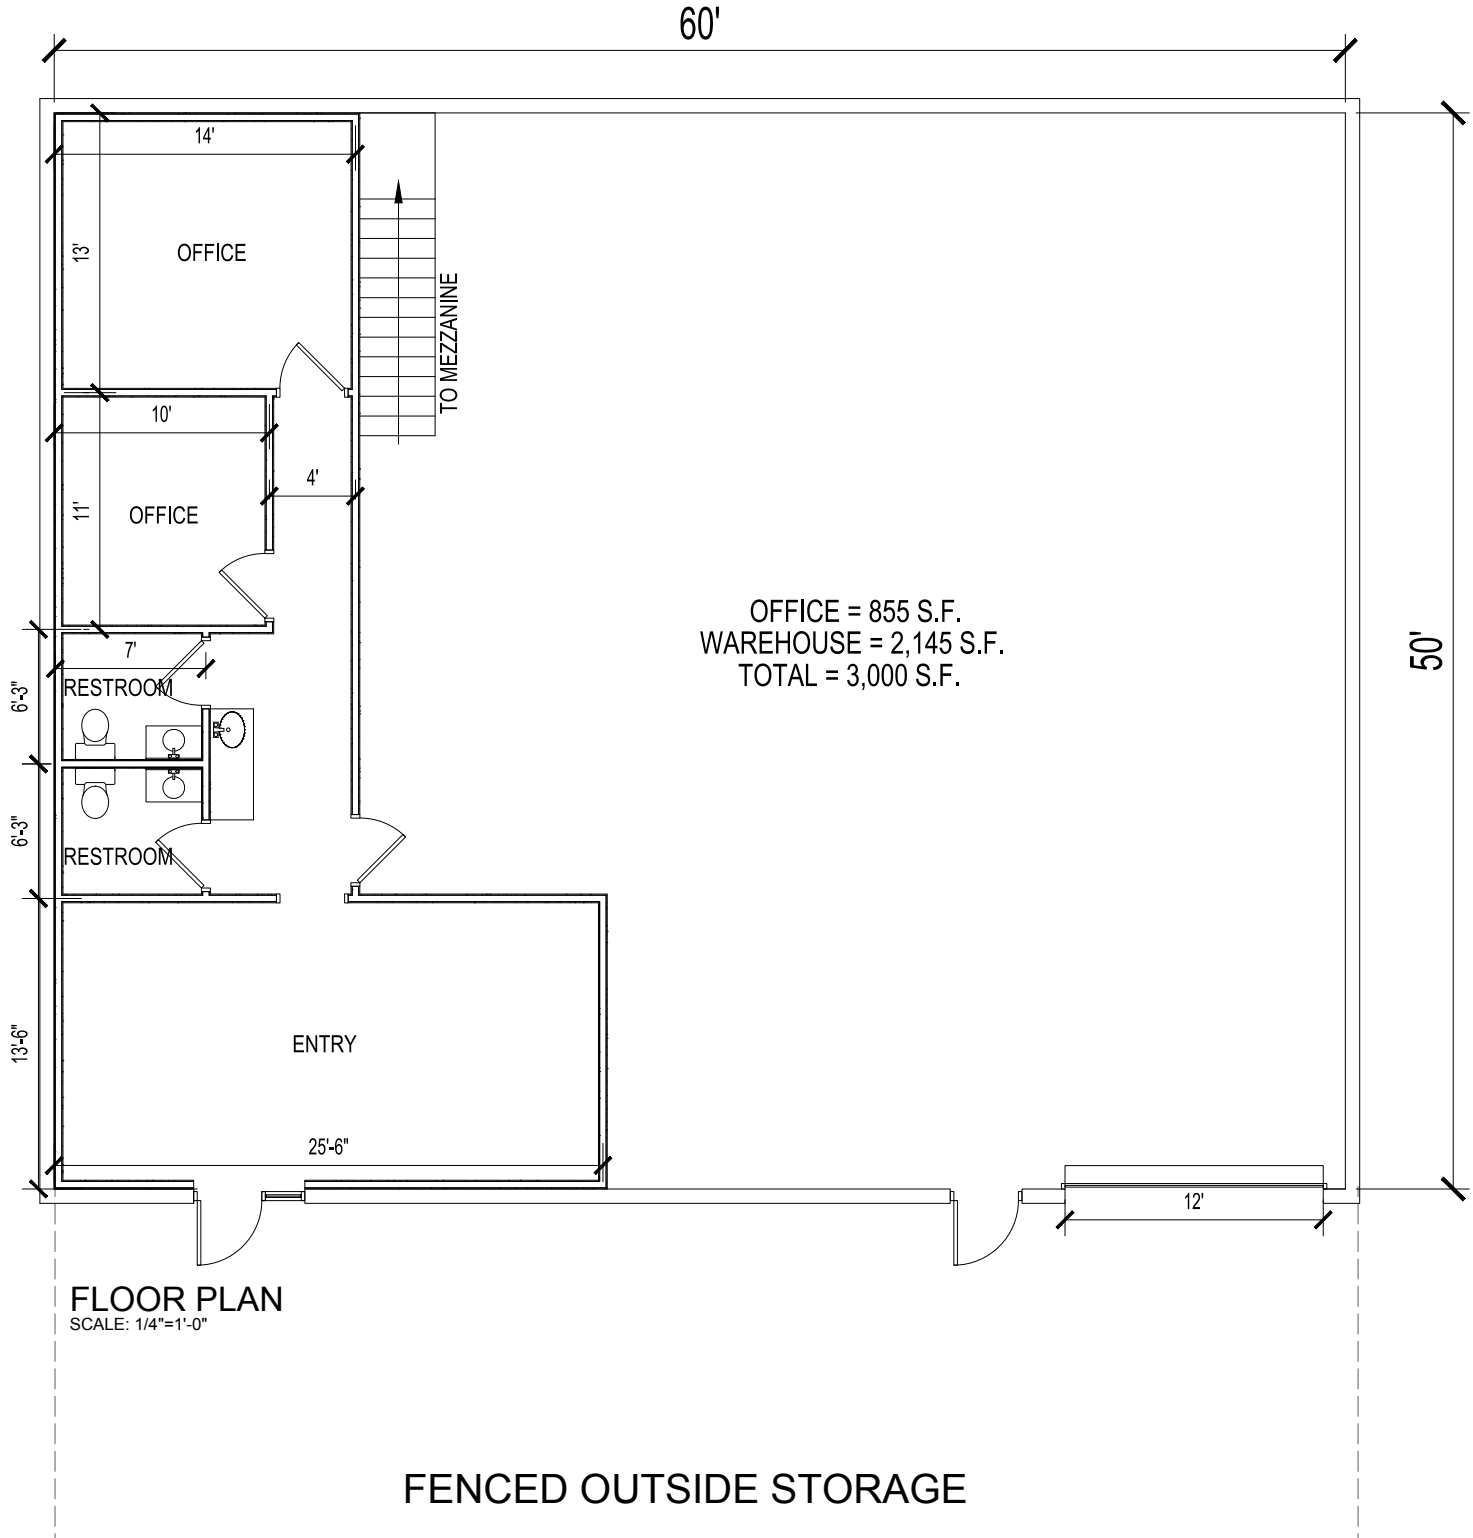 60'
14'
13'
OFFICE
TO MEZZANINE
10'
4'
11'
OFFICE
OFFICE = 855 S.F.
WAREHOUSE = 2,145 S.F.
TOTAL = 3,000 S.F.
50'
7'
RESTROOM
6'-3"
6'-3"
RESTROOM
13'-6"
ENTRY
25'-6"
12'
FLOOR PLAN
SCALE: 1/4"=1'-0"
FENCED OUTSIDE STORAGE